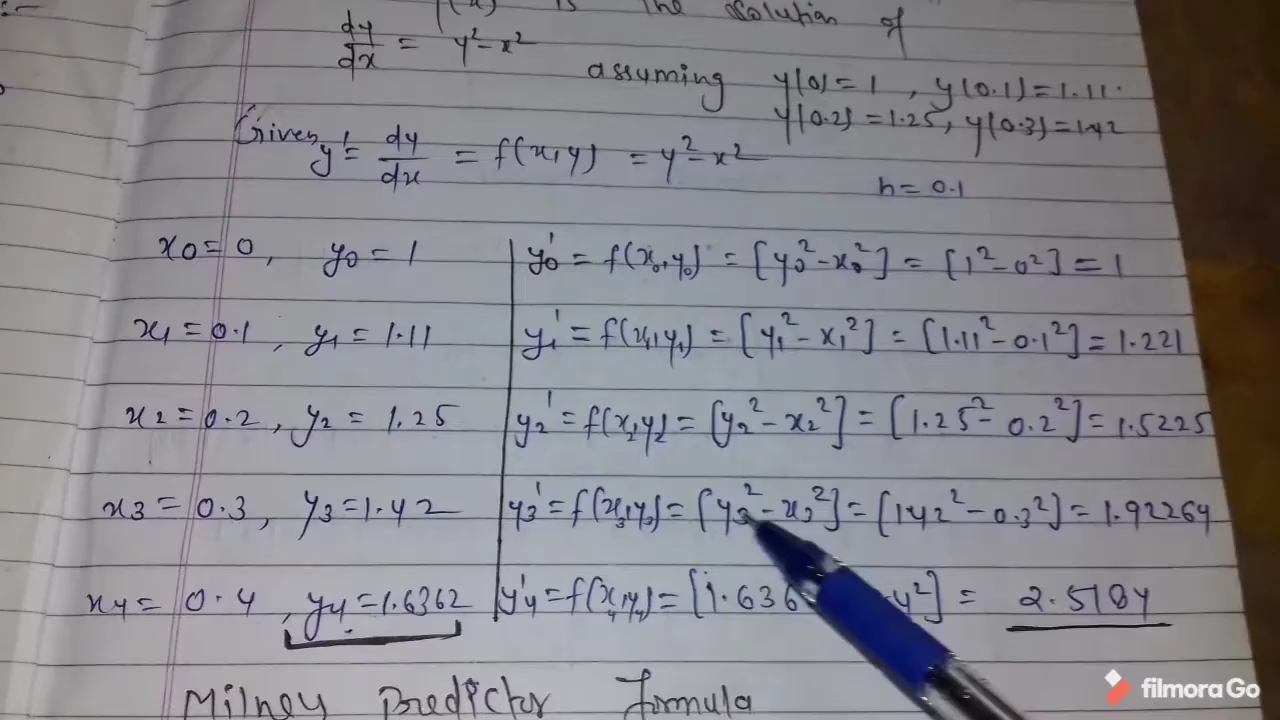 is the solution of
dy/dx = y²-x²
assuming y(0)=1 , y(0.1)=1.11.
y(0.2)=1.25, y(0.3)=1.42
Given y' = dy/dx = f(x,y) = y²-x²
h=0.1
x0=0, y0=1 y0' = f(x0,y0) = [y0²-x0²] = [1²-0²] = 1
x1=0.1, y1=1.11 y1' = f(x1,y1) = [y1²-x1²] = [1.11²-0.1²] = 1.221
x2=0.2, y2=1.25 y2' = f(x2,y2 = [y2²-x2²] = [1.25²-0.2²] = 1.5225
x3=0.3, y3=1.42 y3' = f(x3,y3) = [y3²-x3²] = [142²-0.3²] = 1.92264
x4=0.4, y4=1.6362 y'4 = f(x4,y4) = [1.636 4²] = 2.5184
Milney Predictor formula
filmoraGo